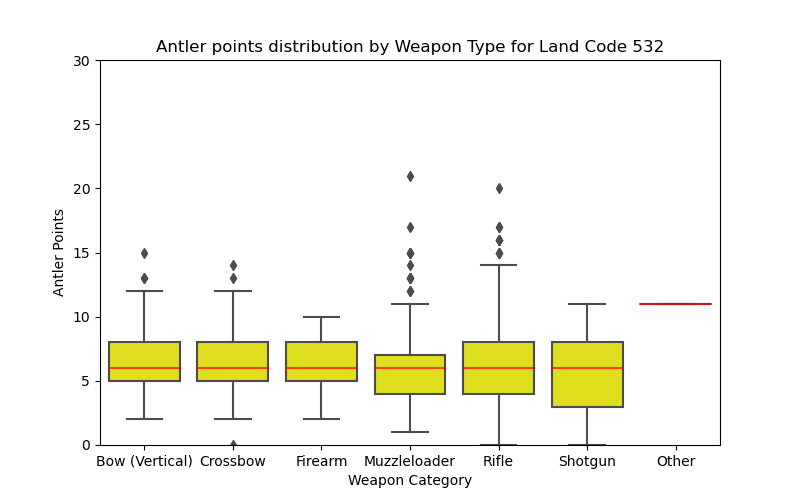 Antler points distribution by Weapon Type for Land Code 532
30
25
20
15
10
5
0
Antler Points
Bow (Vertical) Crossbow Firearm Muzzleloader Rifle Shotgun Other
Weapon Category